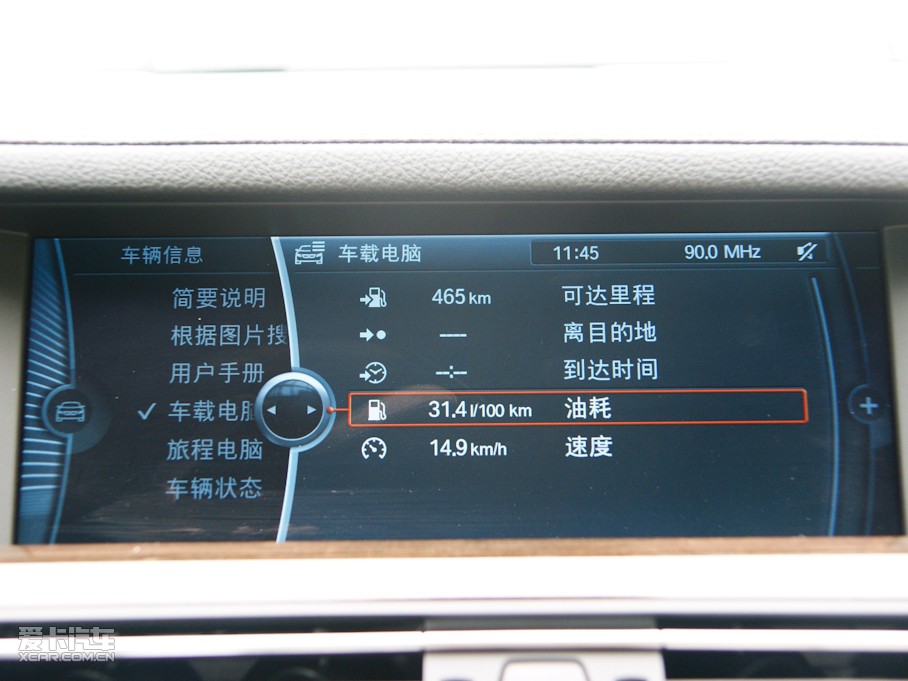 车辆信息
简要说明
根据图片搜
用户手册
车载电脑
旅程电脑
车辆状态
车载电脑 11:45 90.0 MHz
465 km 可达里程
---- 离目的地
--:-- 到达时间
31.4 l/100 km 油耗
14.9 km/h 速度
爱卡汽车
XCAR.COM.CN